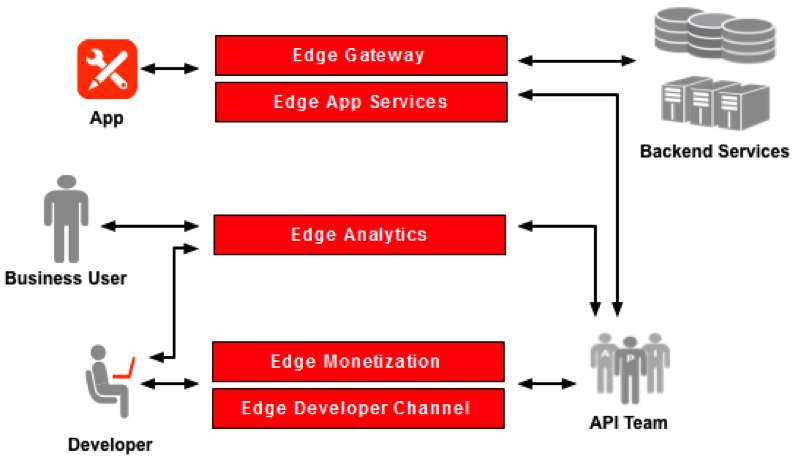 Edge Gateway
Edge App Services
App
Backend Services
Edge Analytics
Business User
Edge Monetization
Edge Developer Channel
Developer
A P I
API Team